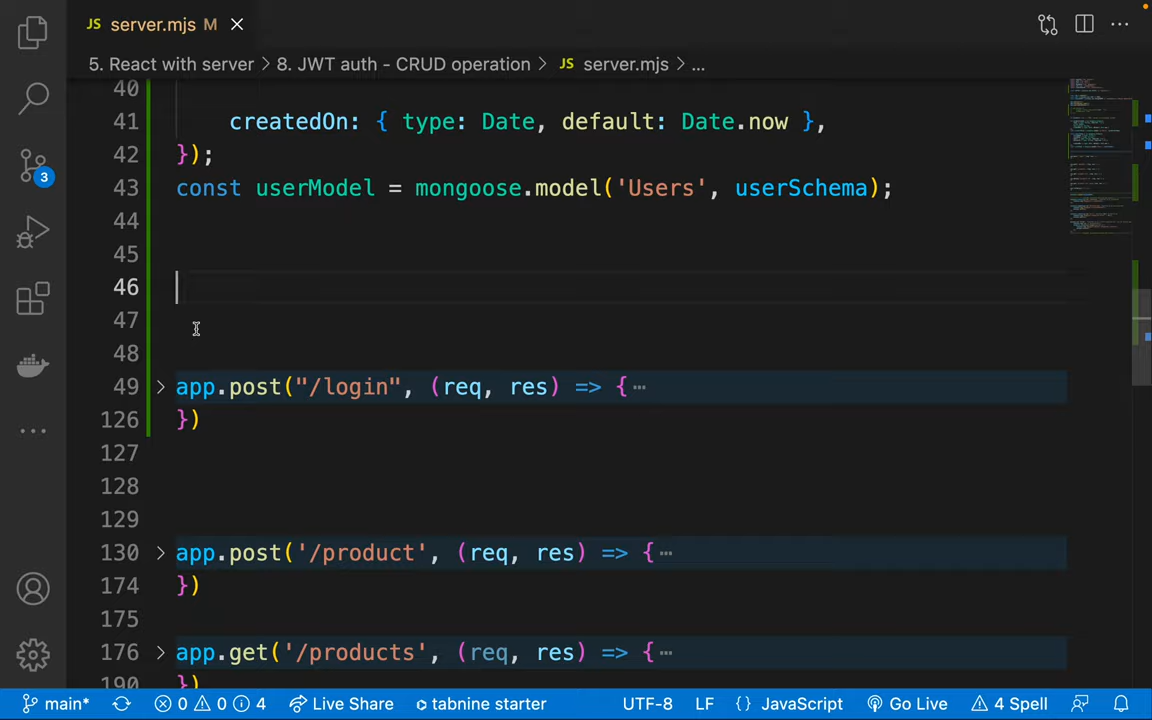 JS server.mjs M
5. React with server > 8. JWT auth - CRUD operation > JS server.mjs > ...
40
41 createdOn: { type: Date, default: Date.now },
42 });
43 const userModel = mongoose.model('Users', userSchema);
44
45
46
47
48
49 app.post("/login", (req, res) => { ⋯
126 })
127
128
129
130 app.post('/product', (req, res) => { ⋯
174 })
175
176 app.get('/products', (req, res) => { ⋯
190 })
3
main* 0 0 4 Live Share tabnine starter UTF-8 LF {} JavaScript Go Live 4 Spell